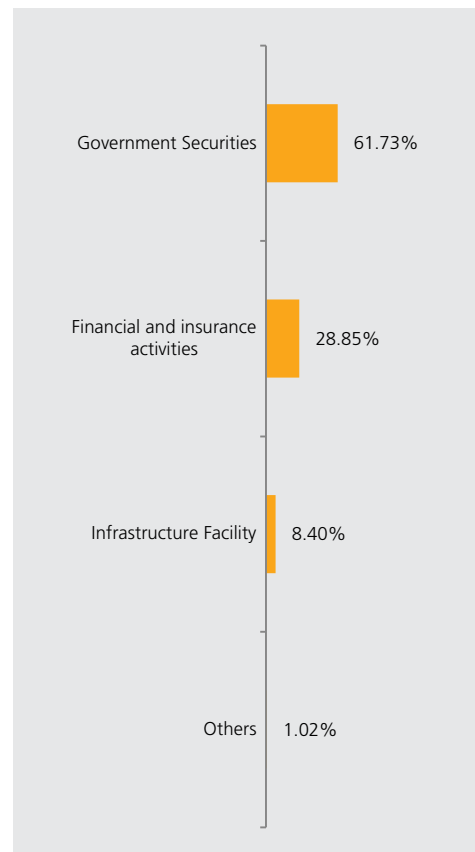 Government Securities
61.73%
Financial and insurance
activities
28.85%
Infrastructure Facility
8.40%
Others
1.02%